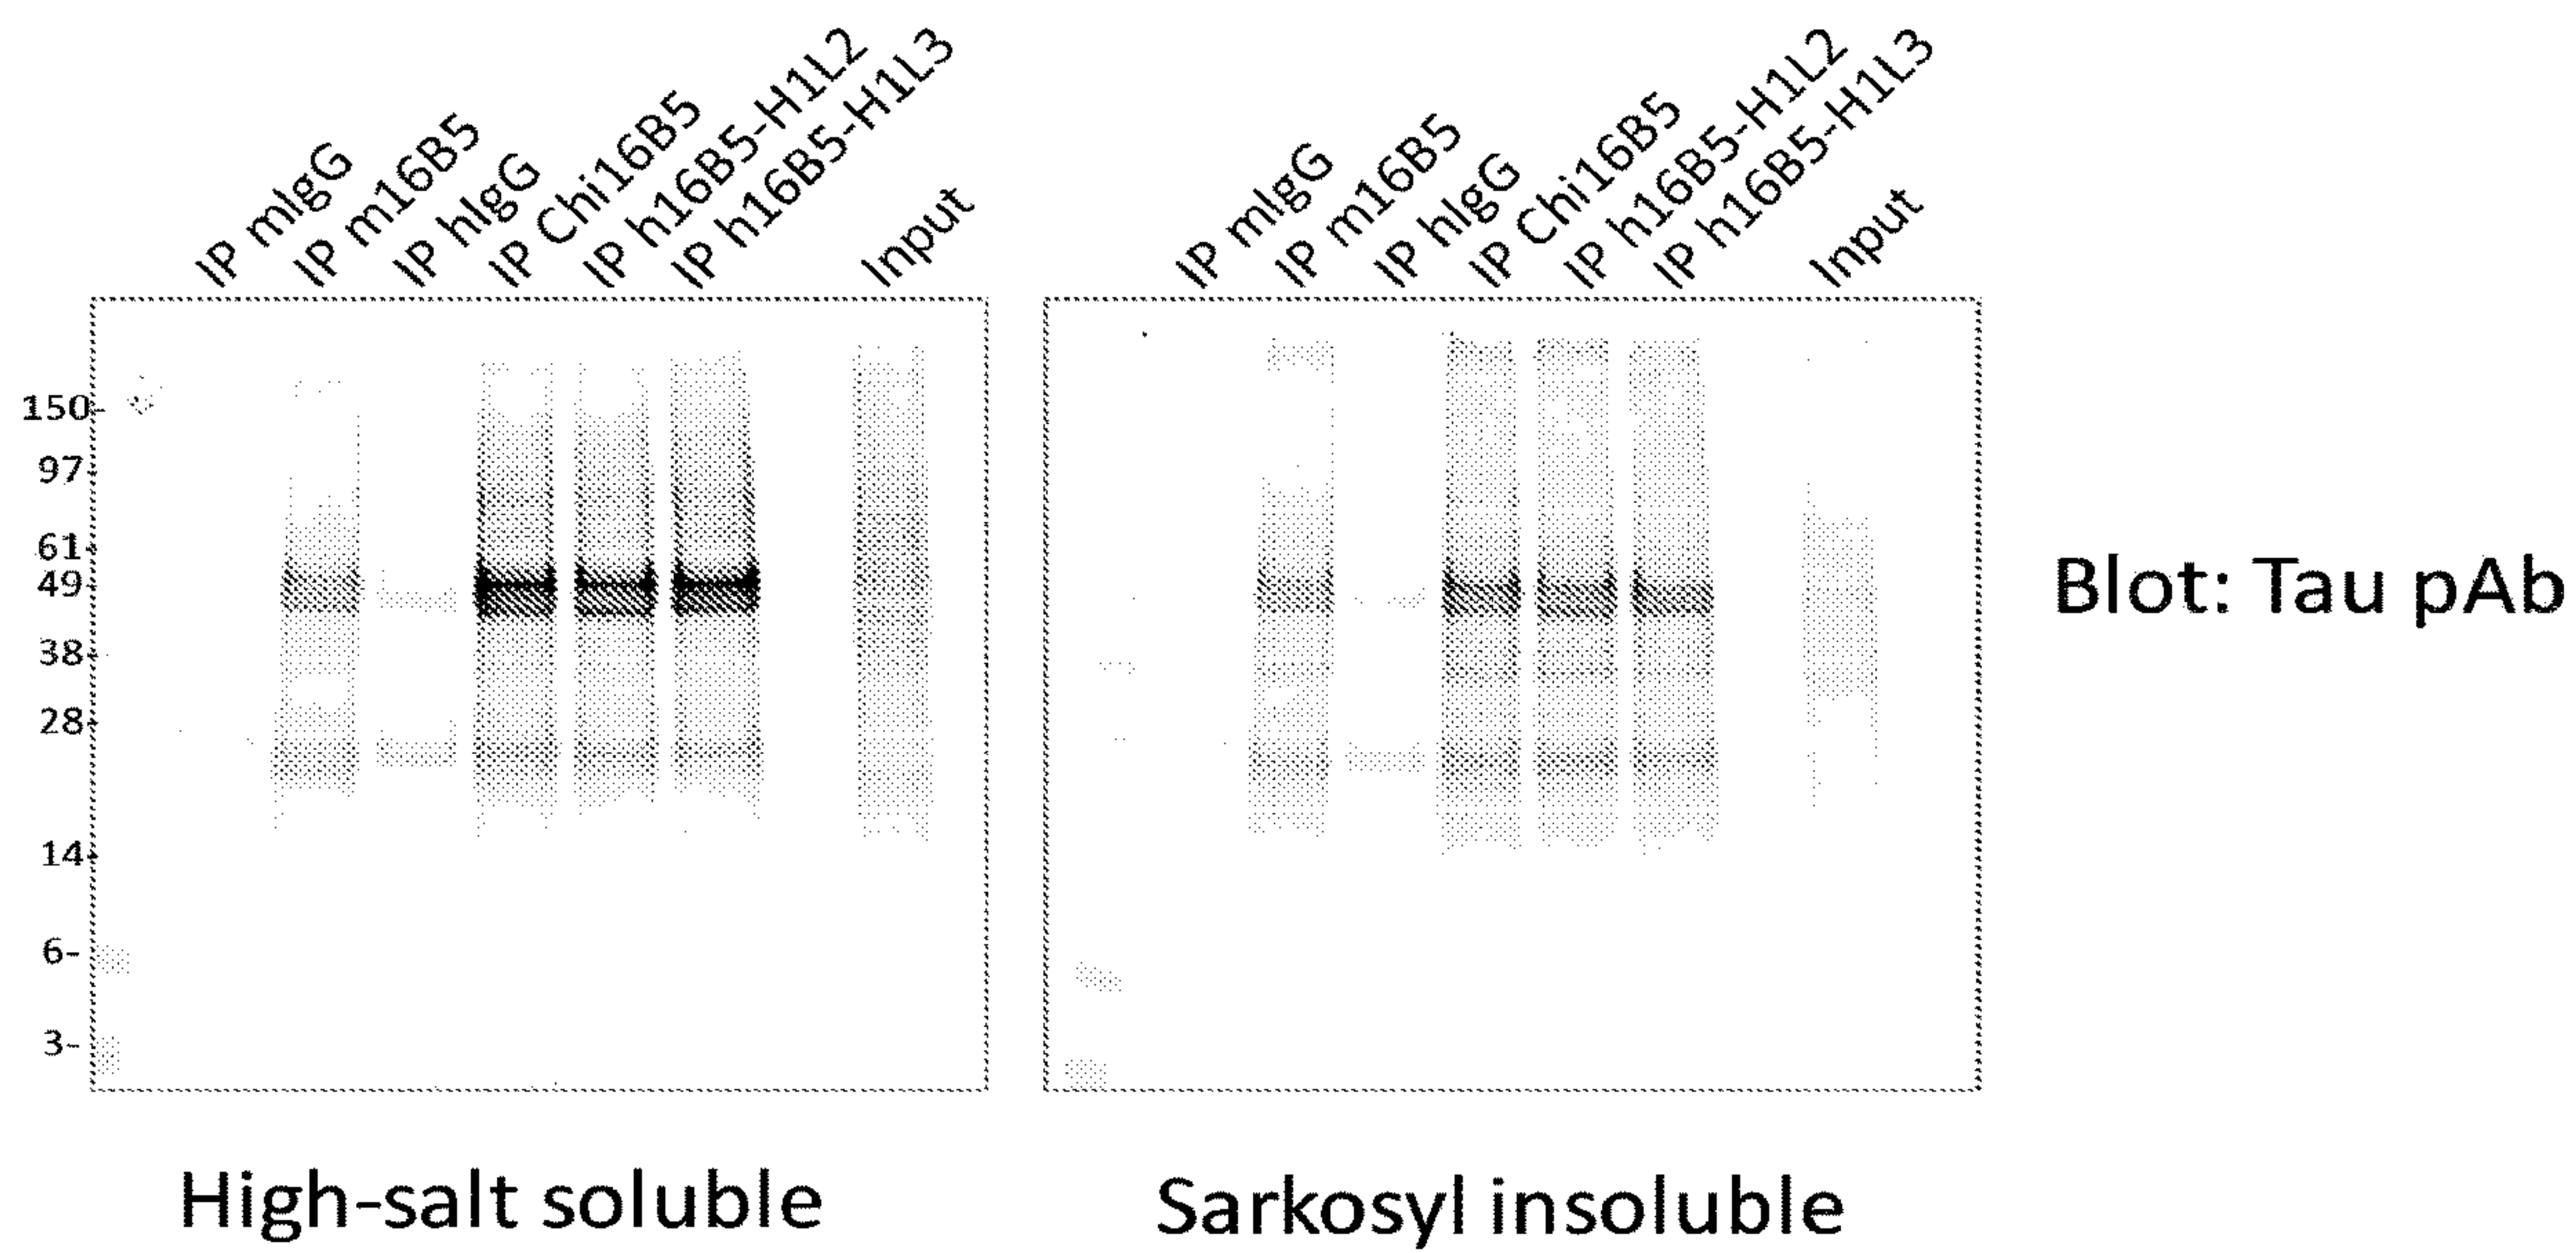 IP mIgG
IP m16B5
IP hIgG
IP Chi16B5
IP h16B5-H1L2
IP h16B5-H1L3
Input
IP mIgG
IP m16B5
IP hIgG
IP Chi16B5
IP h16B5-H1L2
IP h16B5-H1L3
Input
150-
97-
61-
49-
38-
28-
14-
6-
3-
Blot: Tau pAb
High-salt soluble
Sarkosyl insoluble